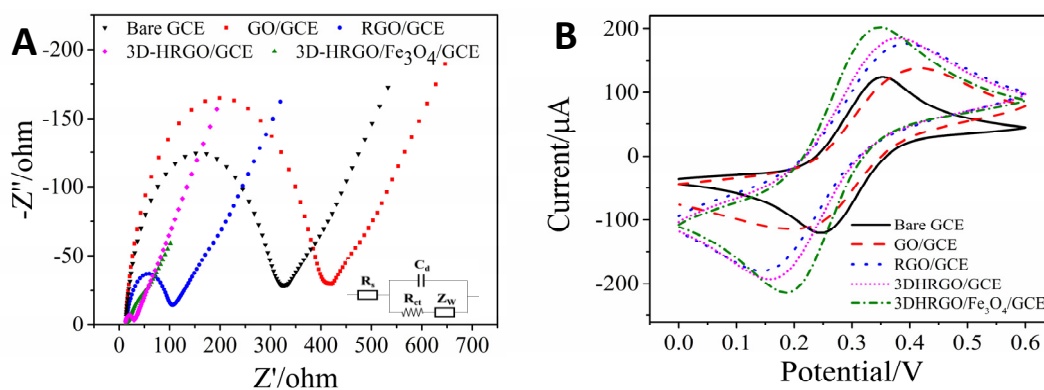 A
Bare GCE GO/GCE RGO/GCE
3D-HRGO/GCE 3D-HRGO/Fe3O4/GCE
-Z"/ohm
-200
-150
-100
-50
0
0 100 200 300 400 500 600 700
Z'/ohm
Rs
Cd
Rct
ZW
B
Current/μA
200
100
0
-100
-200
0.0 0.1 0.2 0.3 0.4 0.5 0.6
Potential/V
Bare GCE
GO/GCE
RGO/GCE
3DHRGO/GCE
3DHRGO/Fe3O4/GCE